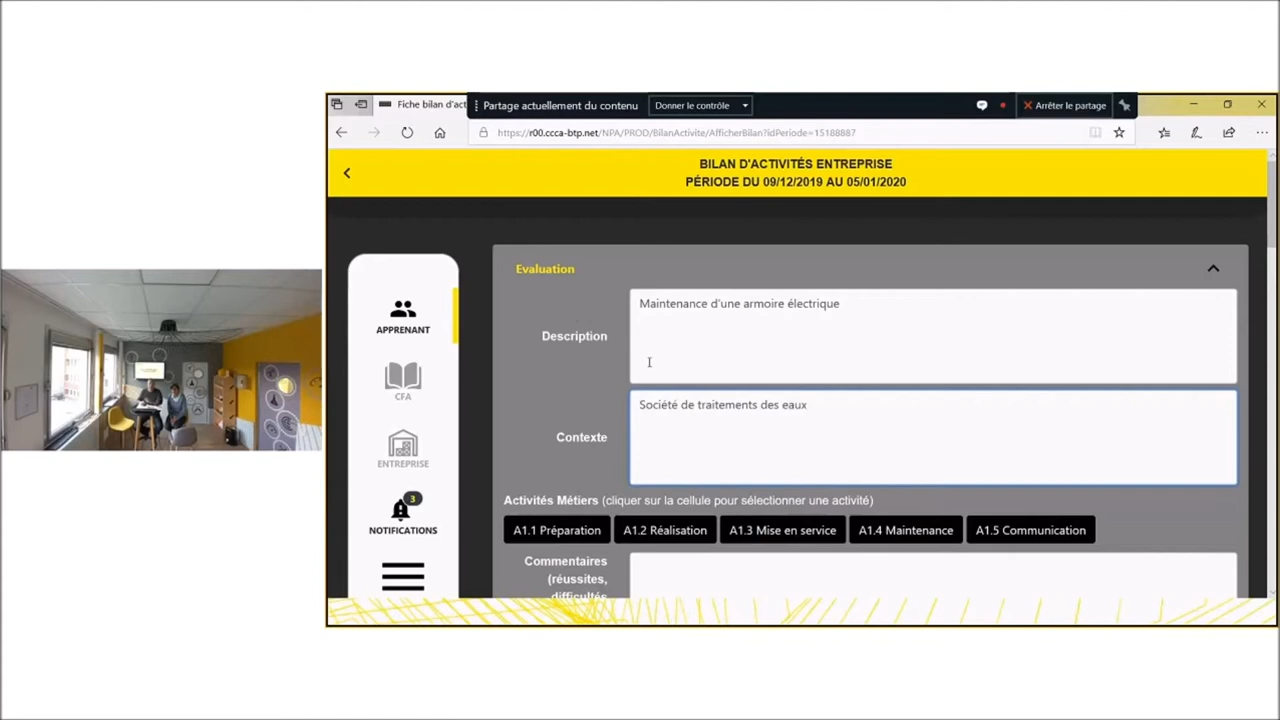 Fiche bilan d'act
Partage actuellement du contenu
Donner le contrôle
Arrêter le partage
https://r00.ccca-btp.net/NPA/PROD/BilanActivite/AfficherBilan?idPeriode=15188887
BILAN D'ACTIVITÉS ENTREPRISE
PÉRIODE DU 09/12/2019 AU 05/01/2020
APPRENANT
CFA
ENTREPRISE
3
NOTIFICATIONS
Evaluation
Description
Maintenance d'une armoire électrique
Contexte
Société de traitements des eaux
Activités Métiers (cliquer sur la cellule pour sélectionner une activité)
A1.1 Préparation
A1.2 Réalisation
A1.3 Mise en service
A1.4 Maintenance
A1.5 Communication
Commentaires
(réussites,
difficultés